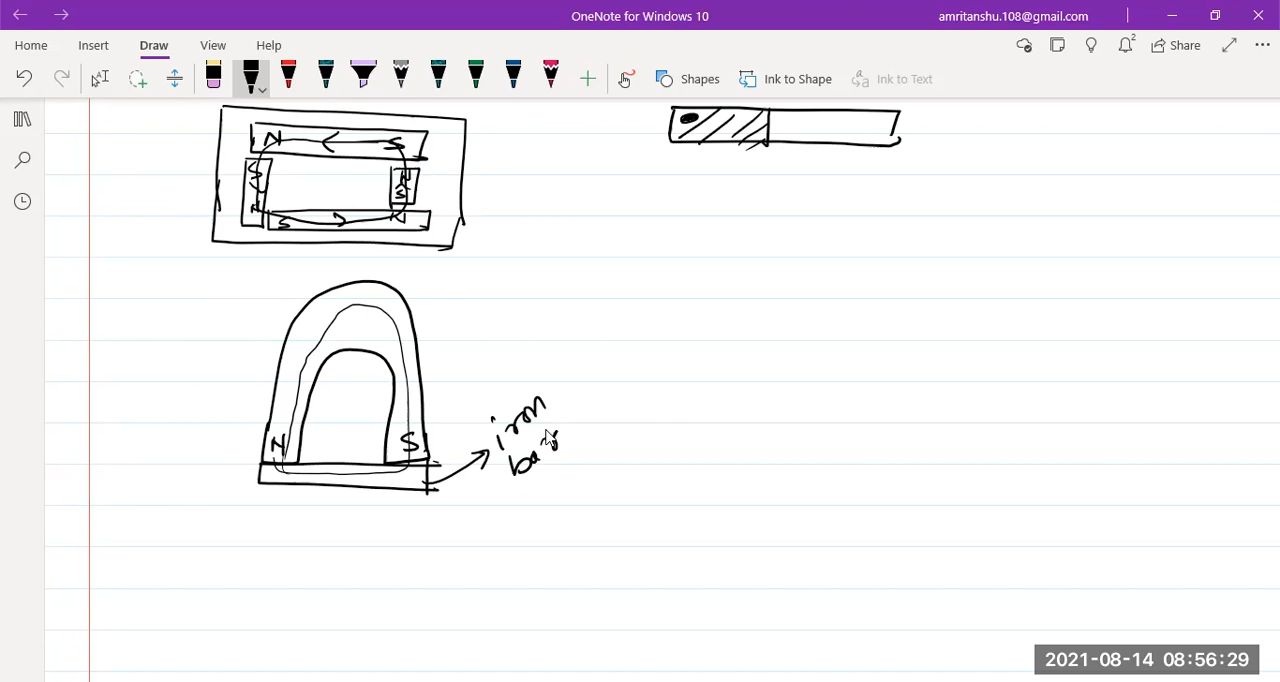 OneNote for Windows 10
amritanshu.108@gmail.com
Home Insert Draw View Help
2
Share
Shapes
Ink to Shape
Ink to Text
N S
S N
N S
S N
N S
iron
bar
2021-08-14 08:56:29